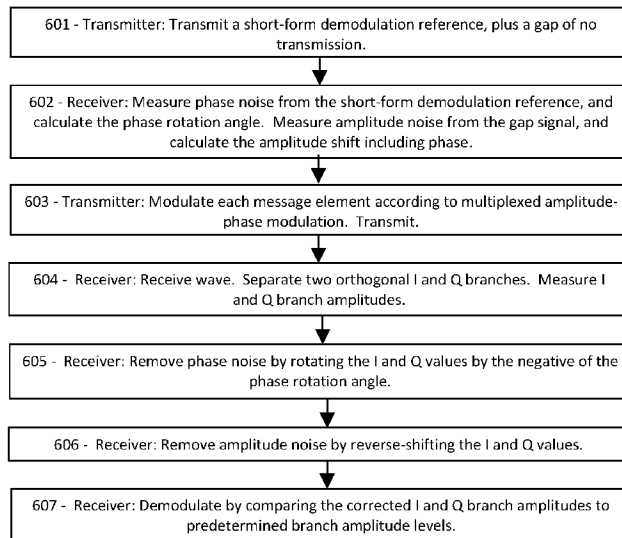 601 - Transmitter: Transmit a short-form demodulation reference, plus a gap of no
transmission.
602 - Receiver: Measure phase noise from the short-form demodulation reference, and
calculate the phase rotation angle. Measure amplitude noise from the gap signal, and
calculate the amplitude shift including phase.
603 - Transmitter: Modulate each message element according to multiplexed amplitude-
phase modulation. Transmit.
604 - Receiver: Receive wave. Separate two orthogonal I and Q branches. Measure I
and Q branch amplitudes.
605 - Receiver: Remove phase noise by rotating the I and Q values by the negative of the
phase rotation angle.
606 - Receiver: Remove amplitude noise by reverse-shifting the I and Q values.
607 - Receiver: Demodulate by comparing the corrected I and Q branch amplitudes to
predetermined branch amplitude levels.